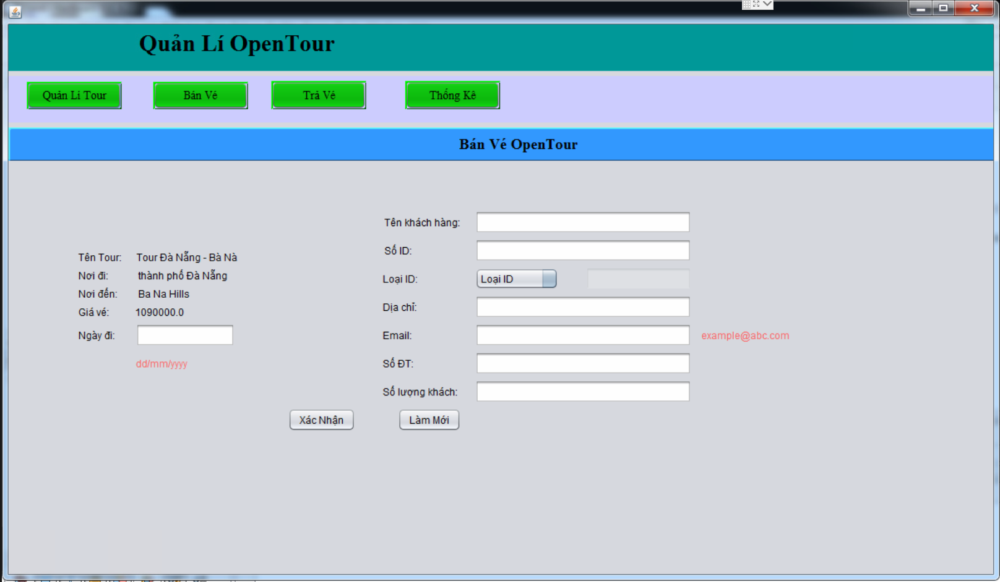 Quản Lí OpenTour
Quản Lí Tour
Bán Vé
Trả Vé
Thống Kê
Bán Vé OpenTour
Tên Tour: Tour Đà Nẵng - Bà Nà
Nơi đi: thành phố Đà Nẵng
Nơi đến: Ba Na Hills
Giá vé: 1090000.0
Ngày đi:
dd/mm/yyyy
Tên khách hàng:
Số ID:
Loại ID: Loại ID
Dịa chỉ:
Email: example@abc.com
Số ĐT:
Số lượng khách:
Xác Nhận
Làm Mới